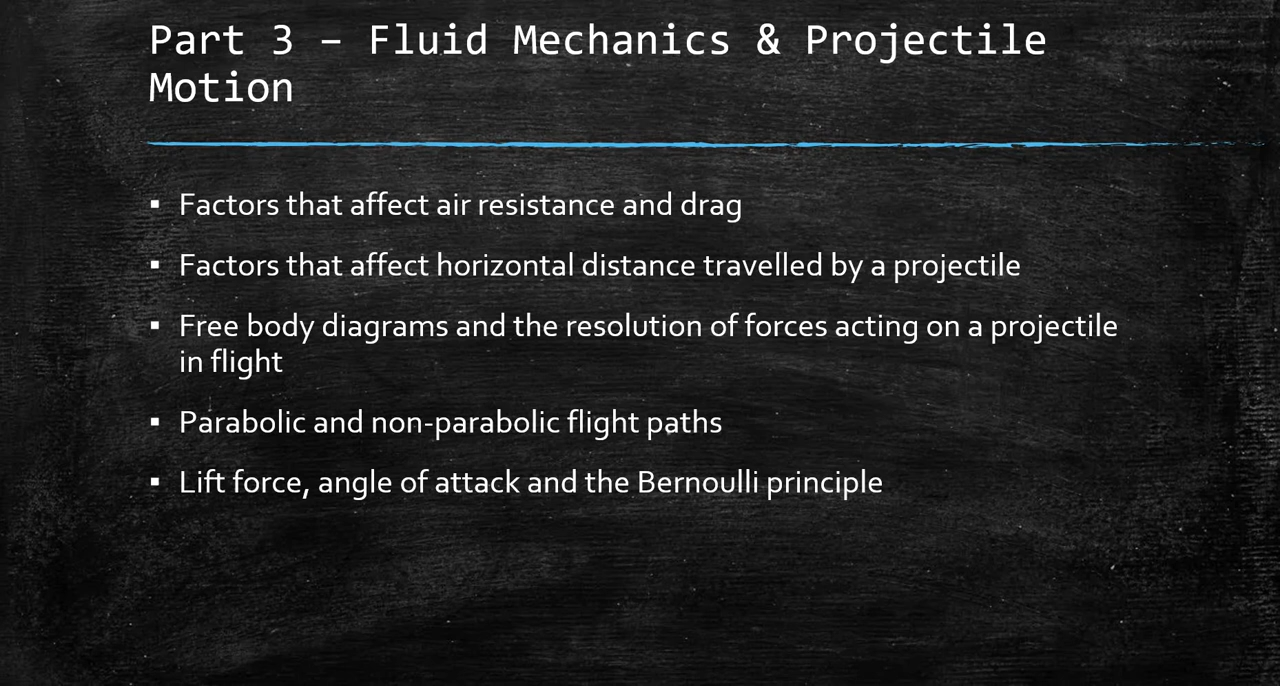 Part 3 – Fluid Mechanics & Projectile
Motion
▪ Factors that affect air resistance and drag
▪ Factors that affect horizontal distance travelled by a projectile
▪ Free body diagrams and the resolution of forces acting on a projectile
in flight
▪ Parabolic and non-parabolic flight paths
▪ Lift force, angle of attack and the Bernoulli principle